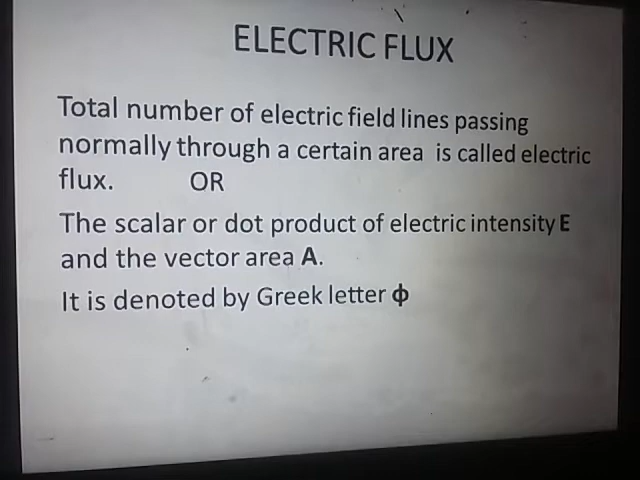 ELECTRIC FLUX
Total number of electric field lines passing
normally through a certain area is called electric
flux. OR
The scalar or dot product of electric intensity E
and the vector area A.
It is denoted by Greek letter ф